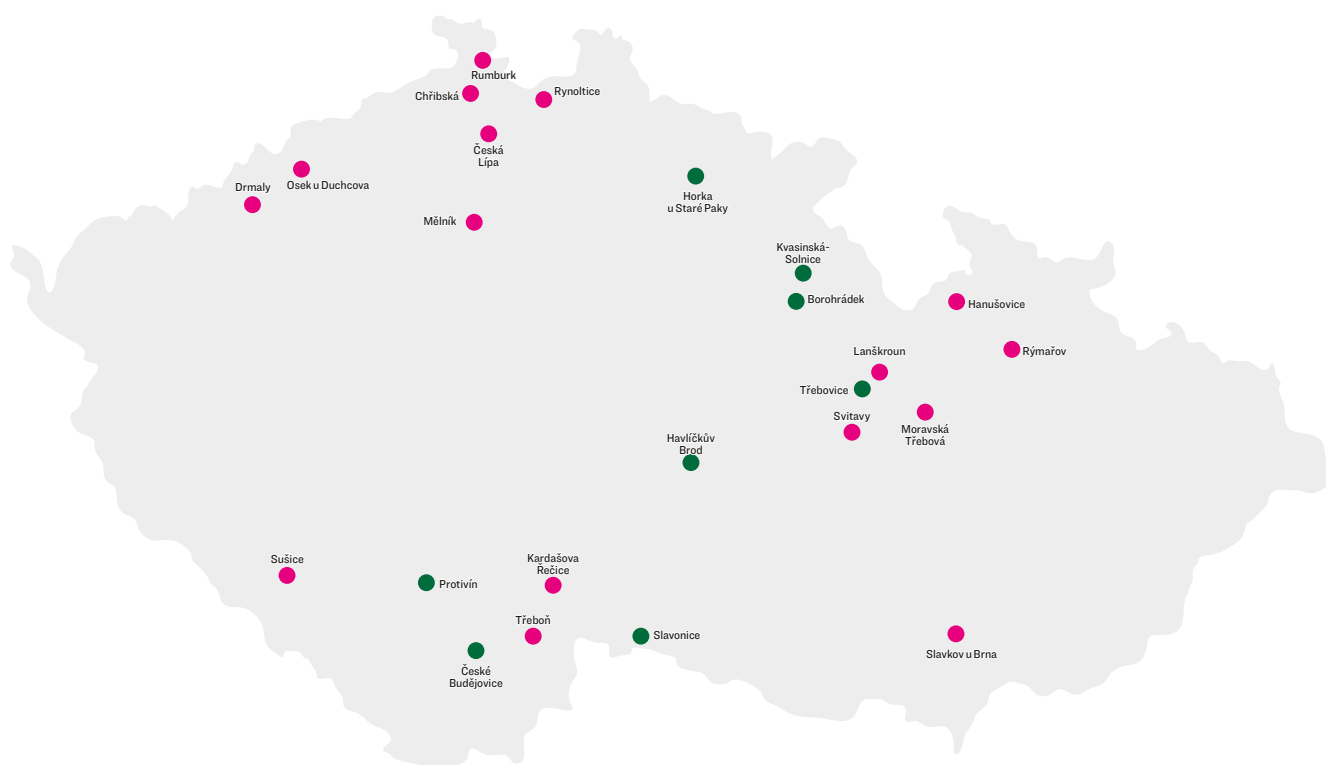 Rumburk
Rynoltice
Chřibská
Česká
Lípa
Osek u Duchcova
Drmaly
Horka
u Staré Paky
Mělník
Kvasinská-
Solnice
Borohrádek
Hanušovice
Lanškroun
Rýmařov
Třebovice
Svitavy
Moravská
Třebová
Havlíčkův
Brod
Sušice
Kardašova
Řečice
Protivín
Třeboň
Slavonice
Slavkov u Brna
České
Budějovice